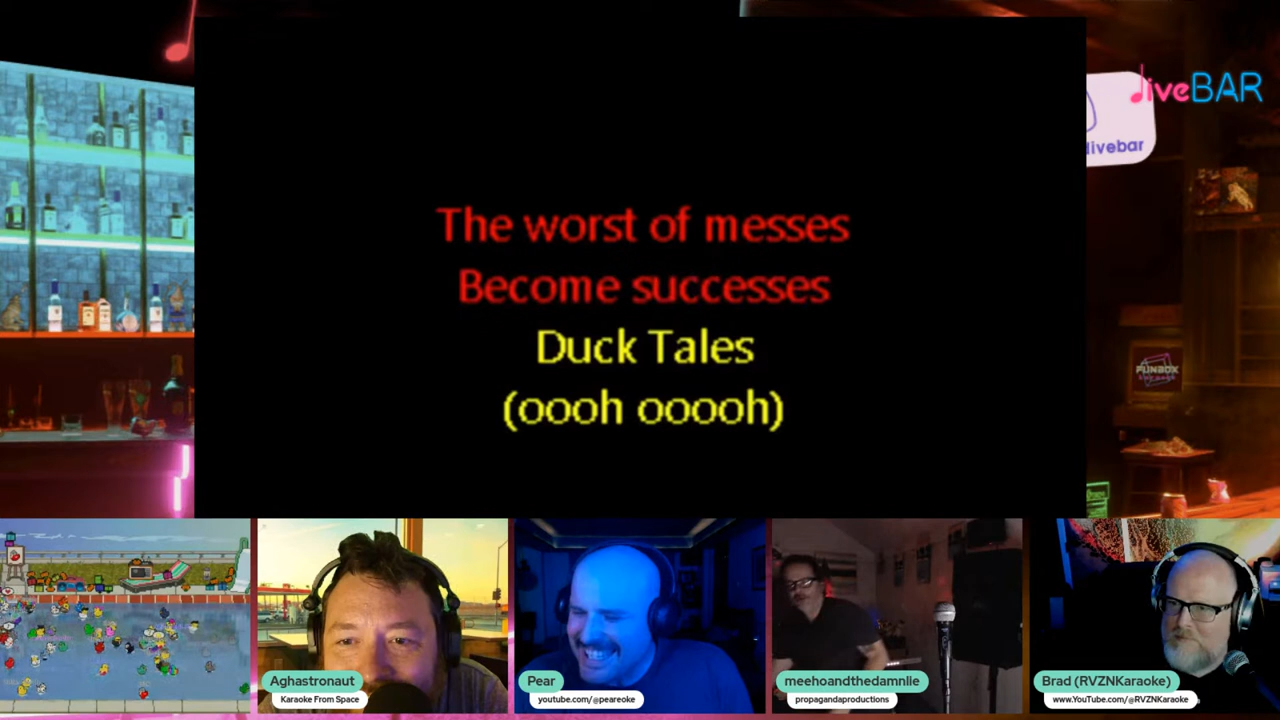 The worst of messes
Become successes
Duck Tales
(oooh ooooh)
diveBAR
livebar
FUNBOX
Aghastronaut
Karaoke From Space
Pear
youtube.com/@peareoke
meehoandthedamnlie
propagandaproductions
Brad (RVZNKaraoke)
www.YouTube.com/@RVZNKaraoke